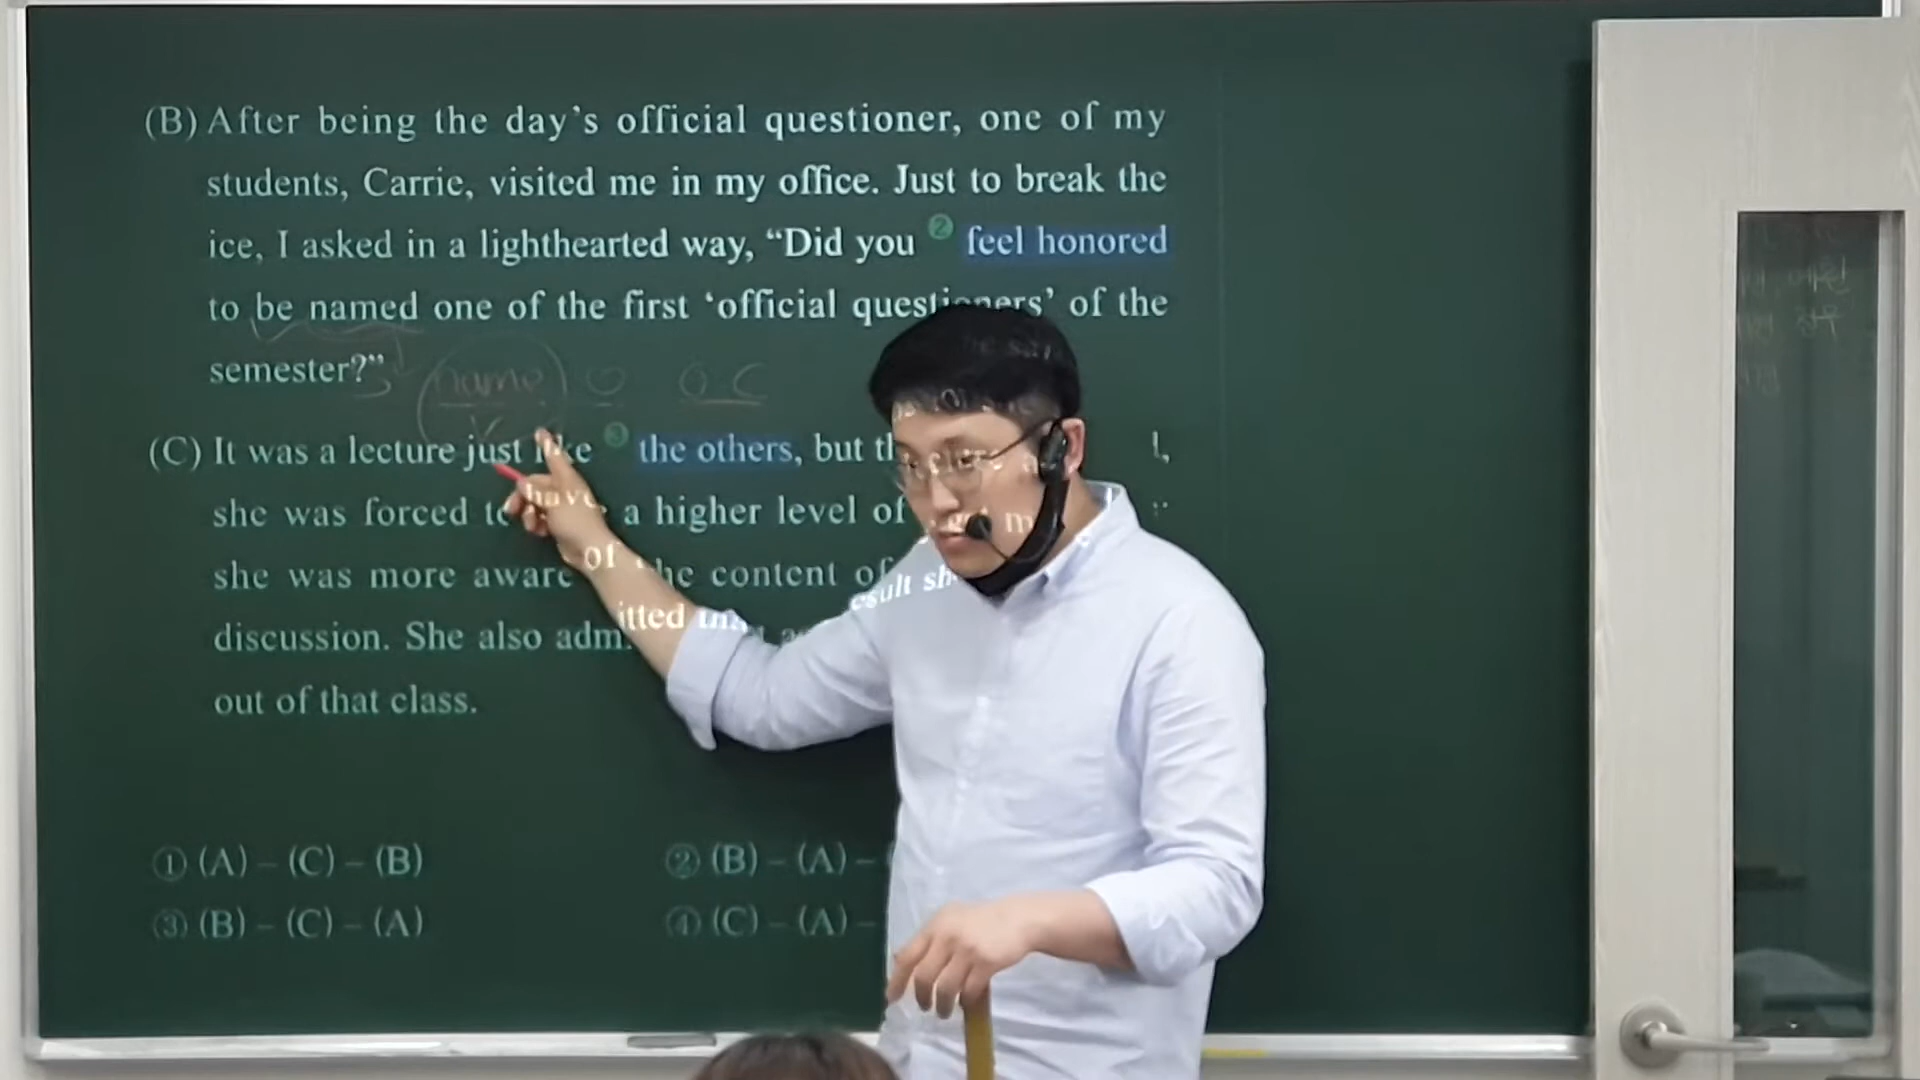 (B) After being the day's official questioner, one of my
students, Carrie, visited me in my office. Just to break the
ice, I asked in a lighthearted way, “Did you ② feel honored
to be named one of the first ‘official questioners’ of the
semester?”
name O O.C
V
(C) It was a lecture just like ③ the others, but
she was forced to have a higher level of
she was more aware of the content of
discussion. She also admitted that result sh
out of that class.
① (A) – (C) – (B)
② (B) – (A) –
③ (B) – (C) – (A)
④ (C) – (A) –